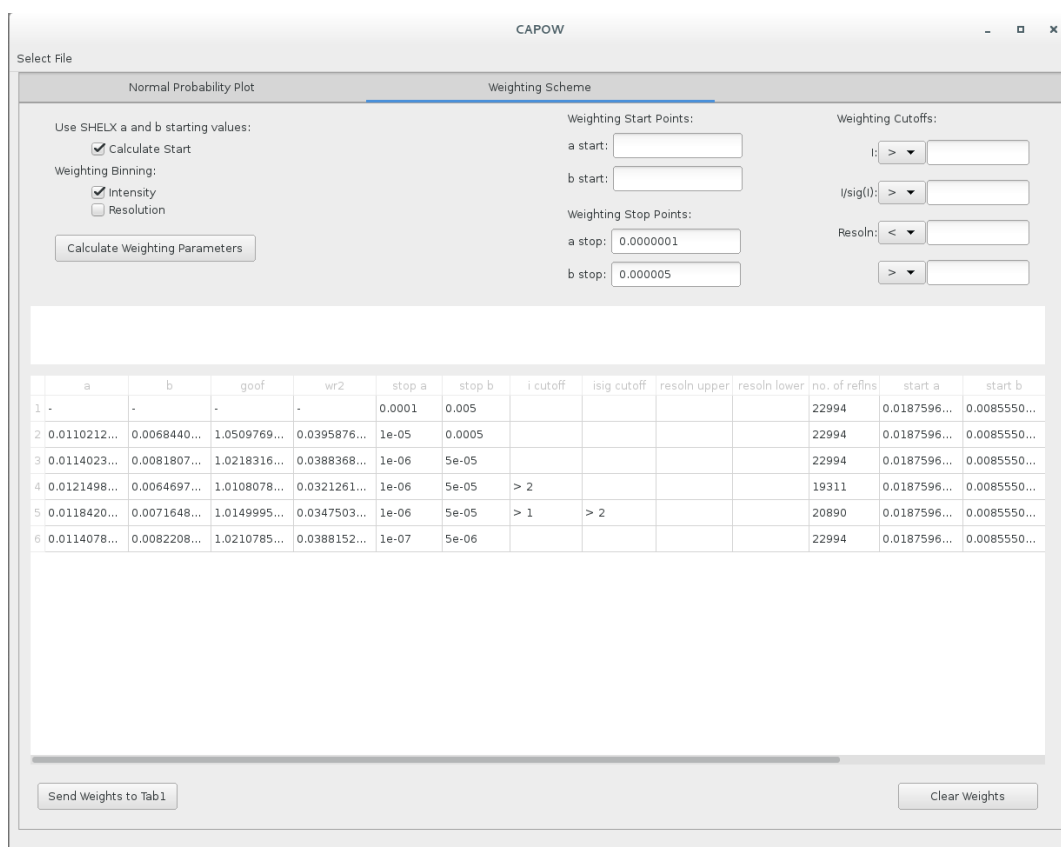 CAPOW
Select File
Normal Probability Plot Weighting Scheme
Use SHELX a and b starting values:
Calculate Start
Weighting Binning:
Intensity
Resolution
Calculate Weighting Parameters
Weighting Start Points:
a start:
b start:
Weighting Stop Points:
a stop: 0.0000001
b stop: 0.000005
Weighting Cutoffs:
I: >
I/sig(I): >
Resoln: <
>
a b goof wr2 stop a stop b i cutoff isig cutoff resoln upper resoln lower no. of reflns start a start b
1 - - - - 0.0001 0.005 22994 0.0187596... 0.0085550...
2 0.0110212... 0.0068440... 1.0509769... 0.0395876... 1e-05 0.0005 22994 0.0187596... 0.0085550...
3 0.0114023... 0.0081807... 1.0218316... 0.0388368... 1e-06 5e-05 22994 0.0187596... 0.0085550...
4 0.0121498... 0.0064697... 1.0108078... 0.0321261... 1e-06 5e-05 > 2 19311 0.0187596... 0.0085550...
5 0.0118420... 0.0071648... 1.0149995... 0.0347503... 1e-06 5e-05 > 1 > 2 20890 0.0187596... 0.0085550...
6 0.0114078... 0.0082208... 1.0210785... 0.0388152... 1e-07 5e-06 22994 0.0187596... 0.0085550...
Send Weights to Tab1 Clear Weights